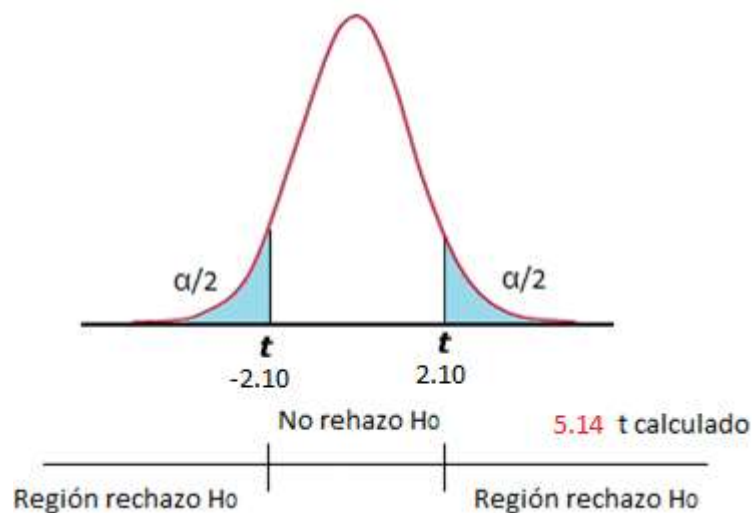 α/2
α/2
t
t
-2.10
2.10
No rehazo H0
5.14 t calculado
Región rechazo H0
Región rechazo H0